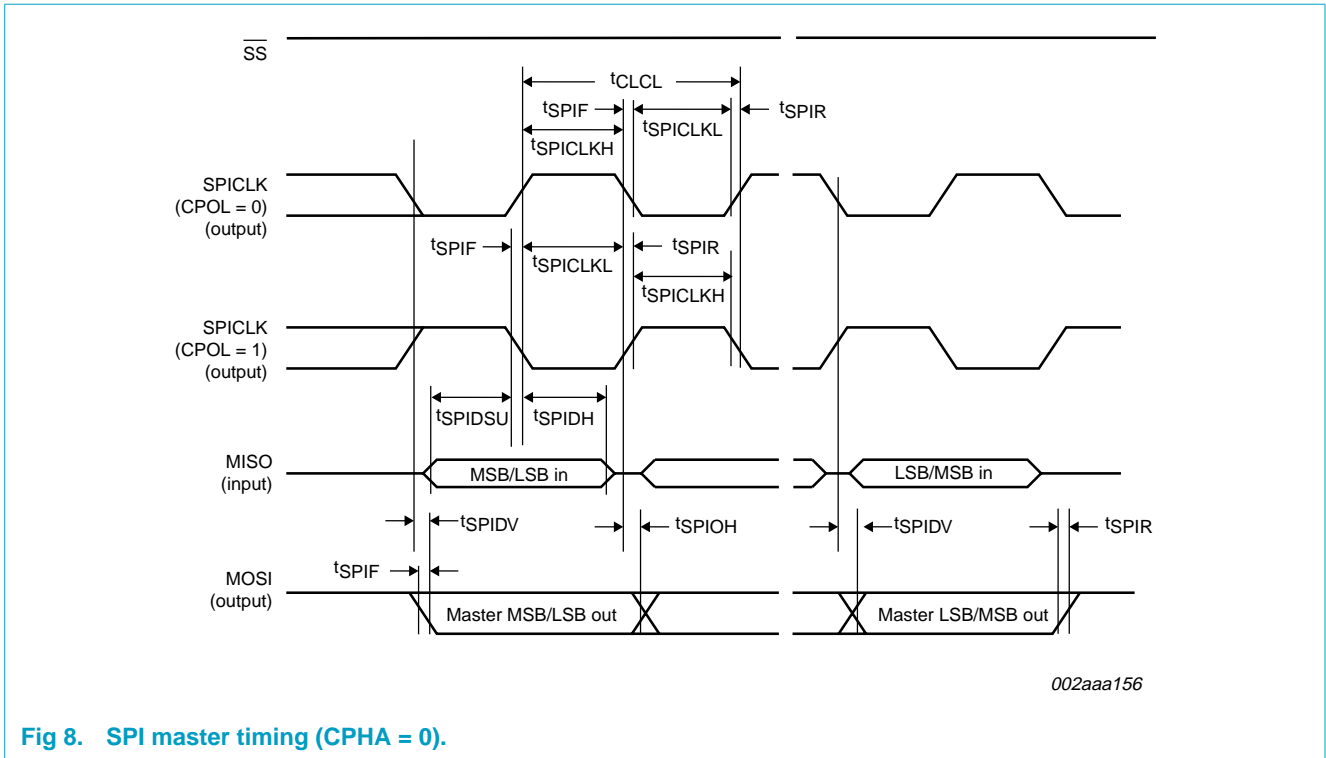 SS
tCLCL
tSPIF
tSPICLKL
tSPIR
tSPICLKH
SPICLK
(CPOL = 0)
(output)
tSPIF
tSPICLKL
tSPIR
tSPICLKH
SPICLK
(CPOL = 1)
(output)
tSPIDSU
tSPIDH
MISO
(input)
MSB/LSB in
LSB/MSB in
tSPIDV
tSPIOH
tSPIDV
tSPIR
tSPIF
MOSI
(output)
Master MSB/LSB out
Master LSB/MSB out
002aaa156
Fig 8. SPI master timing (CPHA = 0).